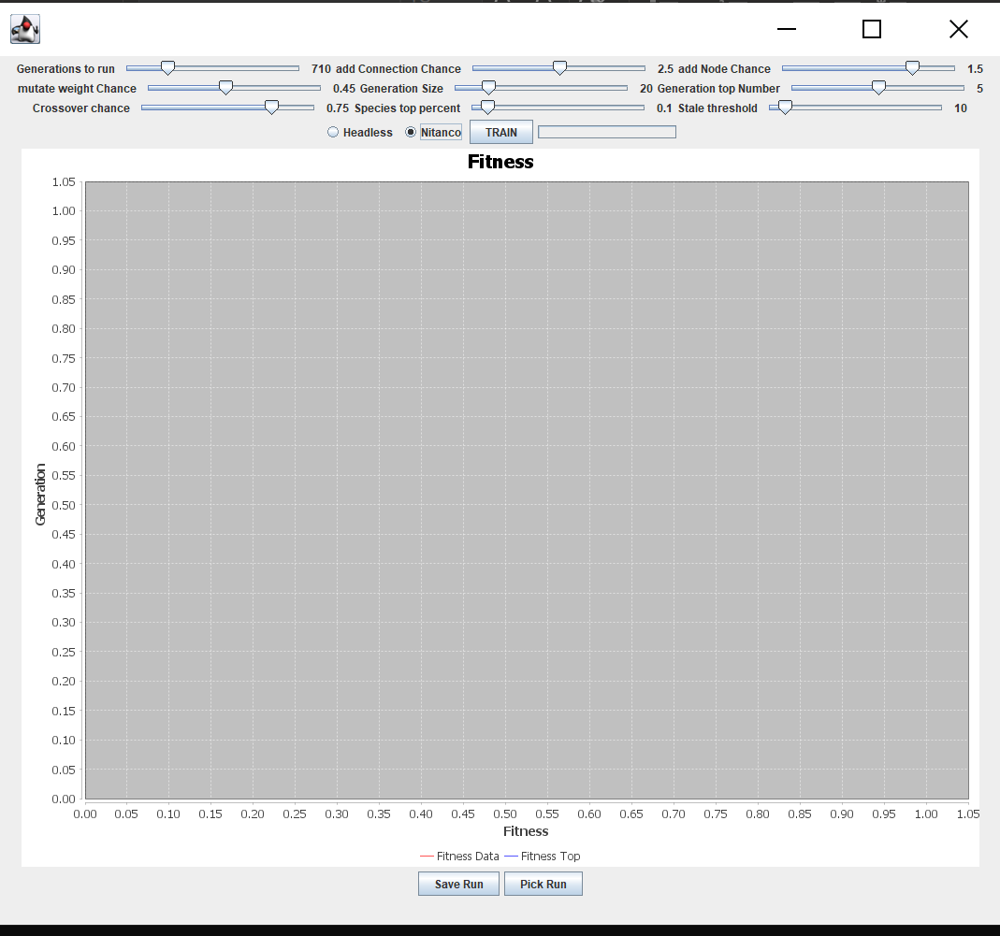 Generations to run 710 add Connection Chance 2.5 add Node Chance 1.5
mutate weight Chance 0.45 Generation Size 20 Generation top Number 5
Crossover chance 0.75 Species top percent 0.1 Stale threshold 10
Headless Nitanco TRAIN
Fitness
1.05
1.00
0.95
0.90
0.85
0.80
0.75
0.70
0.65
0.60
0.55
0.50
0.45
0.40
0.35
0.30
0.25
0.20
0.15
0.10
0.05
0.00
Generation
0.00 0.05 0.10 0.15 0.20 0.25 0.30 0.35 0.40 0.45 0.50 0.55 0.60 0.65 0.70 0.75 0.80 0.85 0.90 0.95 1.00 1.05
Fitness
Fitness Data Fitness Top
Save Run Pick Run